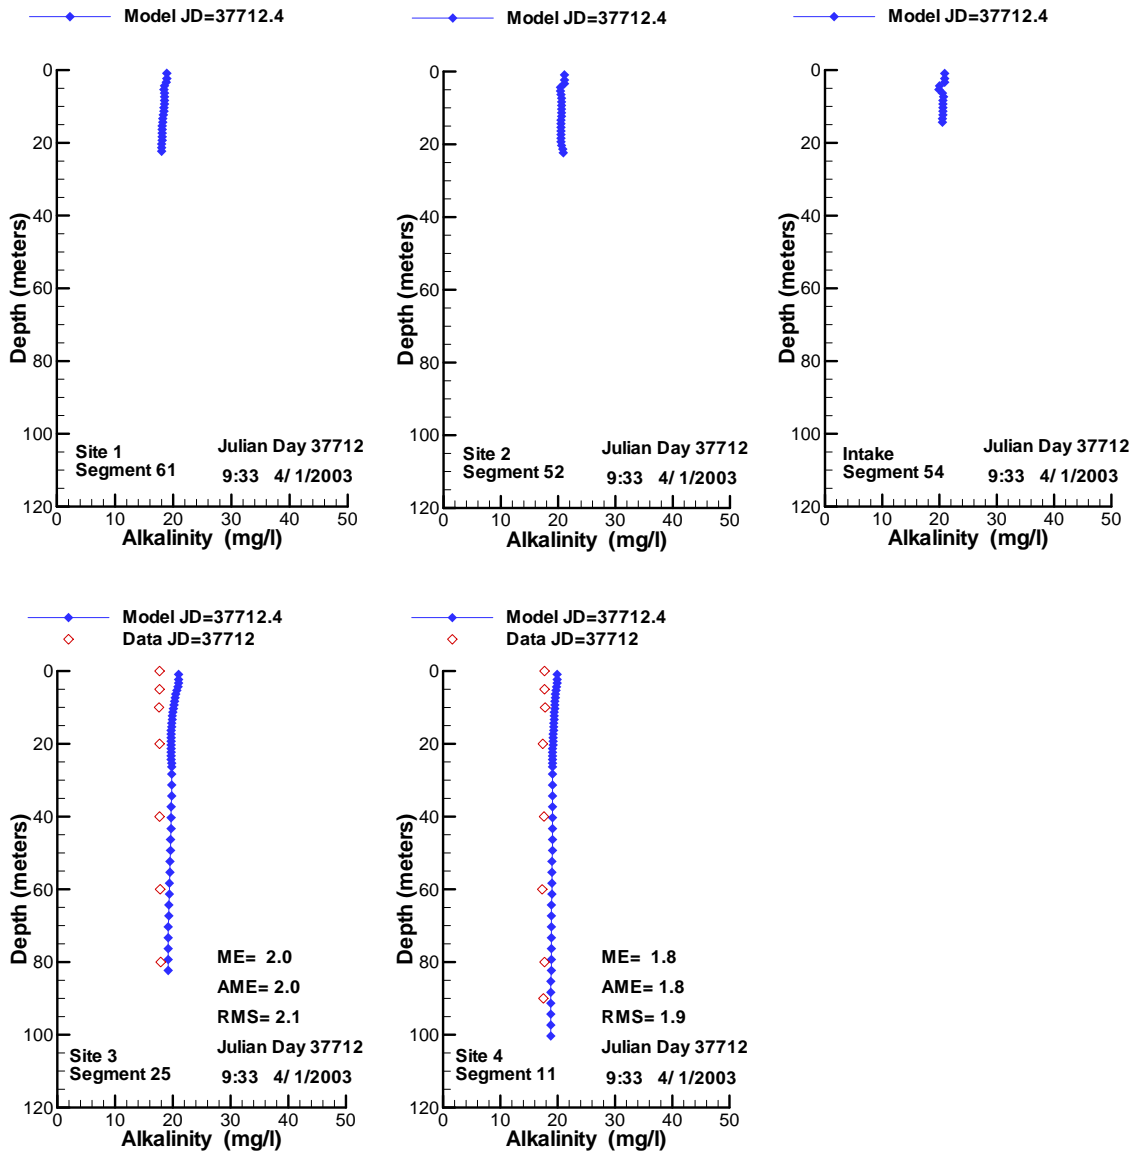 Model JD=37712.4
0
20
40
60
80
100
120
Depth (meters)
Site 1
Segment 61
Julian Day 37712
9:33 4/ 1/2003
0 10 20 30 40 50
Alkalinity (mg/l)
Model JD=37712.4
0
20
40
60
80
100
120
Depth (meters)
Site 2
Segment 52
Julian Day 37712
9:33 4/ 1/2003
0 10 20 30 40 50
Alkalinity (mg/l)
Model JD=37712.4
0
20
40
60
80
100
120
Depth (meters)
Intake
Segment 54
Julian Day 37712
9:33 4/ 1/2003
0 10 20 30 40 50
Alkalinity (mg/l)
Model JD=37712.4
Data JD=37712
0
20
40
60
80
100
120
Depth (meters)
ME= 2.0
AME= 2.0
RMS= 2.1
Site 3
Segment 25
Julian Day 37712
9:33 4/ 1/2003
0 10 20 30 40 50
Alkalinity (mg/l)
Model JD=37712.4
Data JD=37712
0
20
40
60
80
100
120
Depth (meters)
ME= 1.8
AME= 1.8
RMS= 1.9
Site 4
Segment 11
Julian Day 37712
9:33 4/ 1/2003
0 10 20 30 40 50
Alkalinity (mg/l)